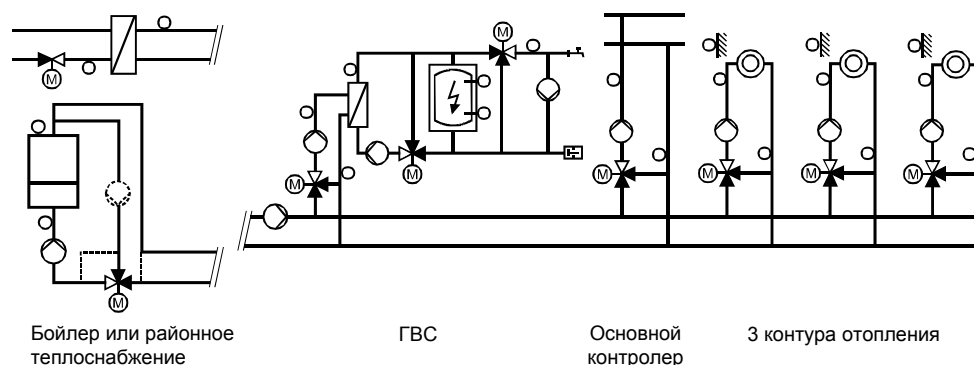 M
M
M
M
M
M
M
M
M
Бойлер или районное
теплоснабжение
ГВС
Основной
контролер
3 контура отопления